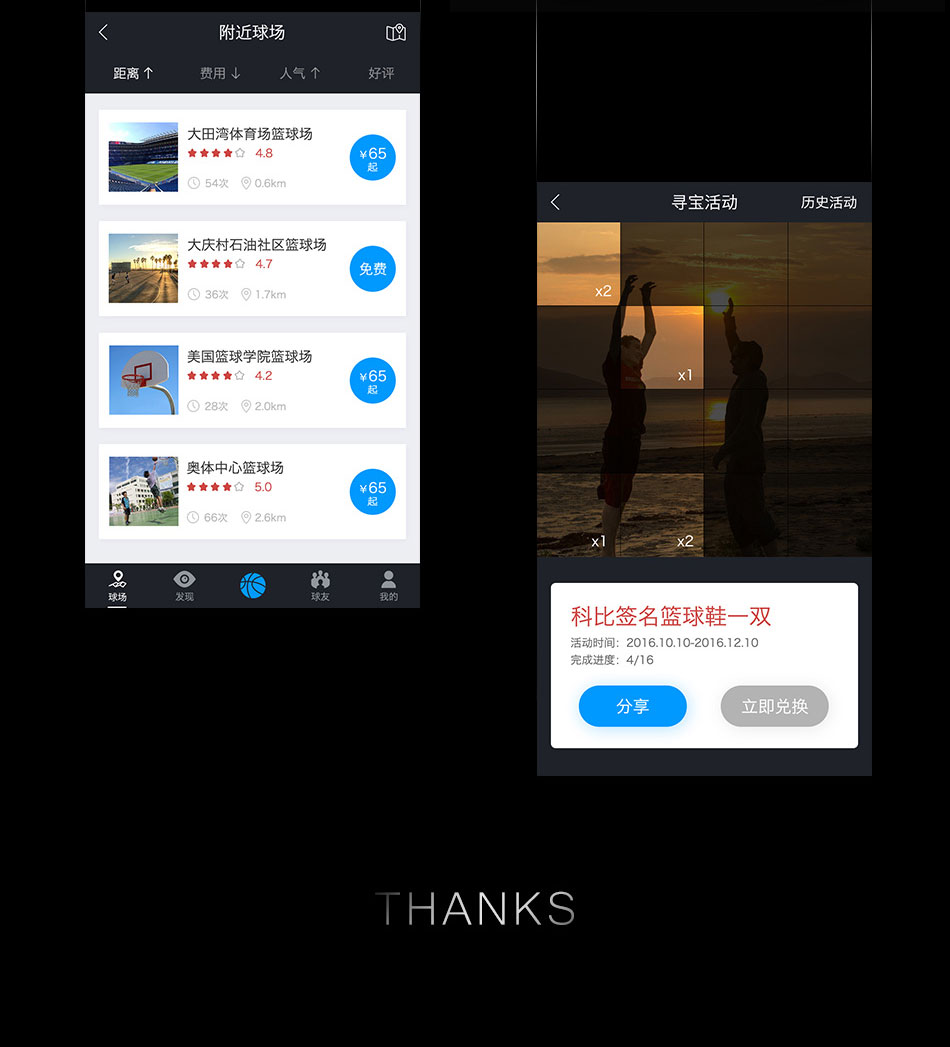 附近球场
距离↑ 费用↓ 人气↑ 好评
大田湾体育场篮球场
4.8
54次 0.6km
¥65
起
大庆村石油社区篮球场
4.7
36次 1.7km
免费
美国篮球学院篮球场
4.2
28次 2.0km
¥65
起
奥体中心篮球场
5.0
66次 2.6km
¥65
起
球场 发现 球友 我的
寻宝活动 历史活动
x2
x1
x1 x2
科比签名篮球鞋一双
活动时间：2016.10.10-2016.12.10
完成进度：4/16
分享 立即兑换
THANKS